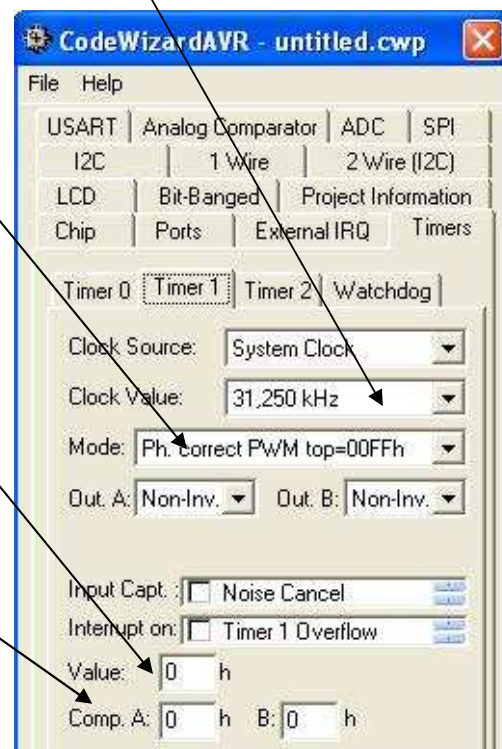 CodeWizardAVR - untitled.cwp
File Help
USART Analog Comparator ADC SPI
I2C 1 Wire 2 Wire (I2C)
LCD Bit-Banged Project Information
Chip Ports External IRQ Timers
Timer 0 Timer 1 Timer 2 Watchdog
Clock Source: System Clock
Clock Value: 31,250 kHz
Mode: Ph. correct PWM top=00FFh
Out. A: Non-Inv. Out. B: Non-Inv.
Input Capt. : Noise Cancel
Interrupt on: Timer 1 Overflow
Value: 0 h
Comp. A: 0 h B: 0 h